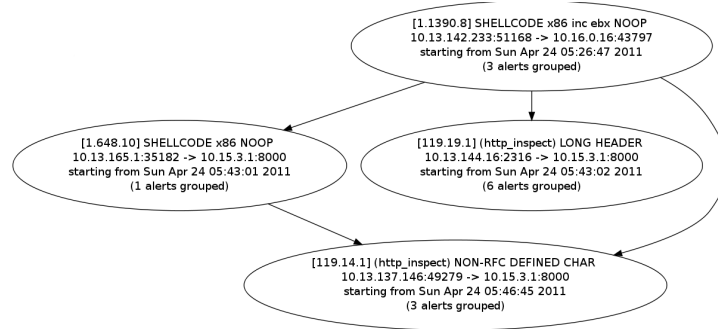 [1.1390.8] SHELLCODE x86 inc ebx NOOP
10.13.142.233:51168 -> 10.16.0.16:43797
starting from Sun Apr 24 05:26:47 2011
(3 alerts grouped)
[1.648.10] SHELLCODE x86 NOOP
10.13.165.1:35182 -> 10.15.3.1:8000
starting from Sun Apr 24 05:43:01 2011
(1 alerts grouped)
[119.19.1] (http_inspect) LONG HEADER
10.13.144.16:2316 -> 10.15.3.1:8000
starting from Sun Apr 24 05:43:02 2011
(6 alerts grouped)
[119.14.1] (http_inspect) NON-RFC DEFINED CHAR
10.13.137.146:49279 -> 10.15.3.1:8000
starting from Sun Apr 24 05:46:45 2011
(3 alerts grouped)